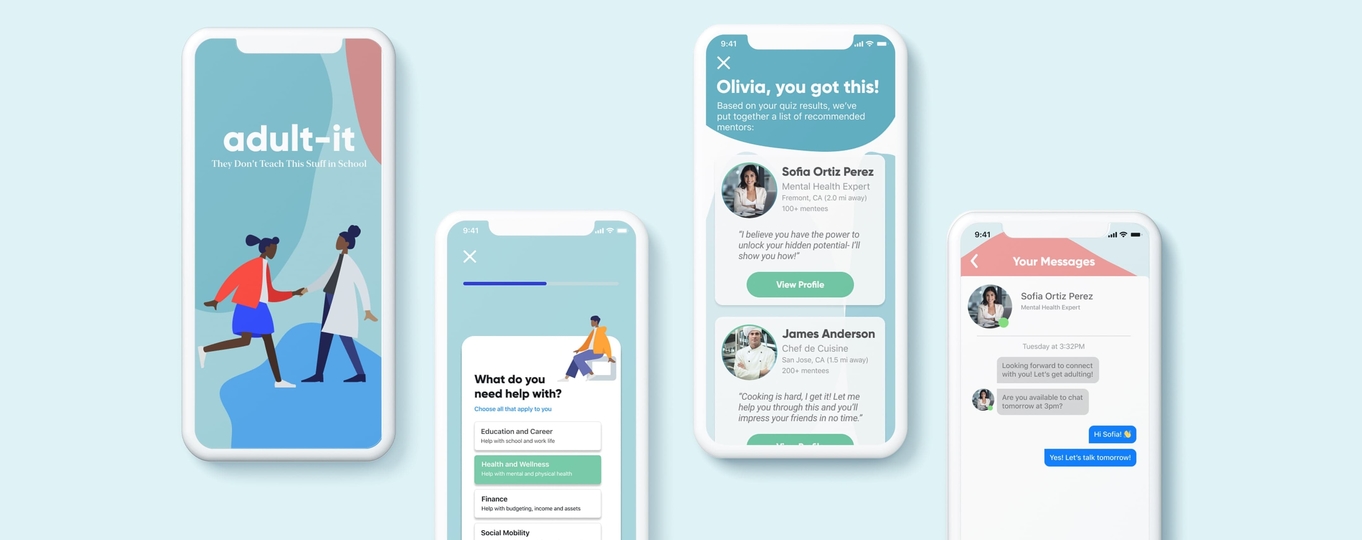 adult-it
They Don't Teach This Stuff in School
9:41
What do you
need help with?
Choose all that apply to you
Education and Career
Help with school and work life
Health and Wellness
Help with mental and physical health
Finance
Help with budgeting, income and assets
Social Mobility
9:41
Olivia, you got this!
Based on your quiz results, we've
put together a list of recommended
mentors:
Sofia Ortiz Perez
Mental Health Expert
Fremont, CA (2.0 mi away)
100+ mentees
"I believe you have the power to
unlock your hidden potential- I'll
show you how!"
View Profile
James Anderson
Chef de Cuisine
San Jose, CA (1.5 mi away)
200+ mentees
"Cooking is hard, I get it! Let me
help you through this and you'll
impress your friends in no time."
View Profile
9:41
Your Messages
Sofia Ortiz Perez
Mental Health Expert
Tuesday at 3:32PM
Looking forward to connect
with you! Let's get adulting!
Are you available to chat
tomorrow at 3pm?
Hi Sofia! 👋
Yes! Let's talk tomorrow!